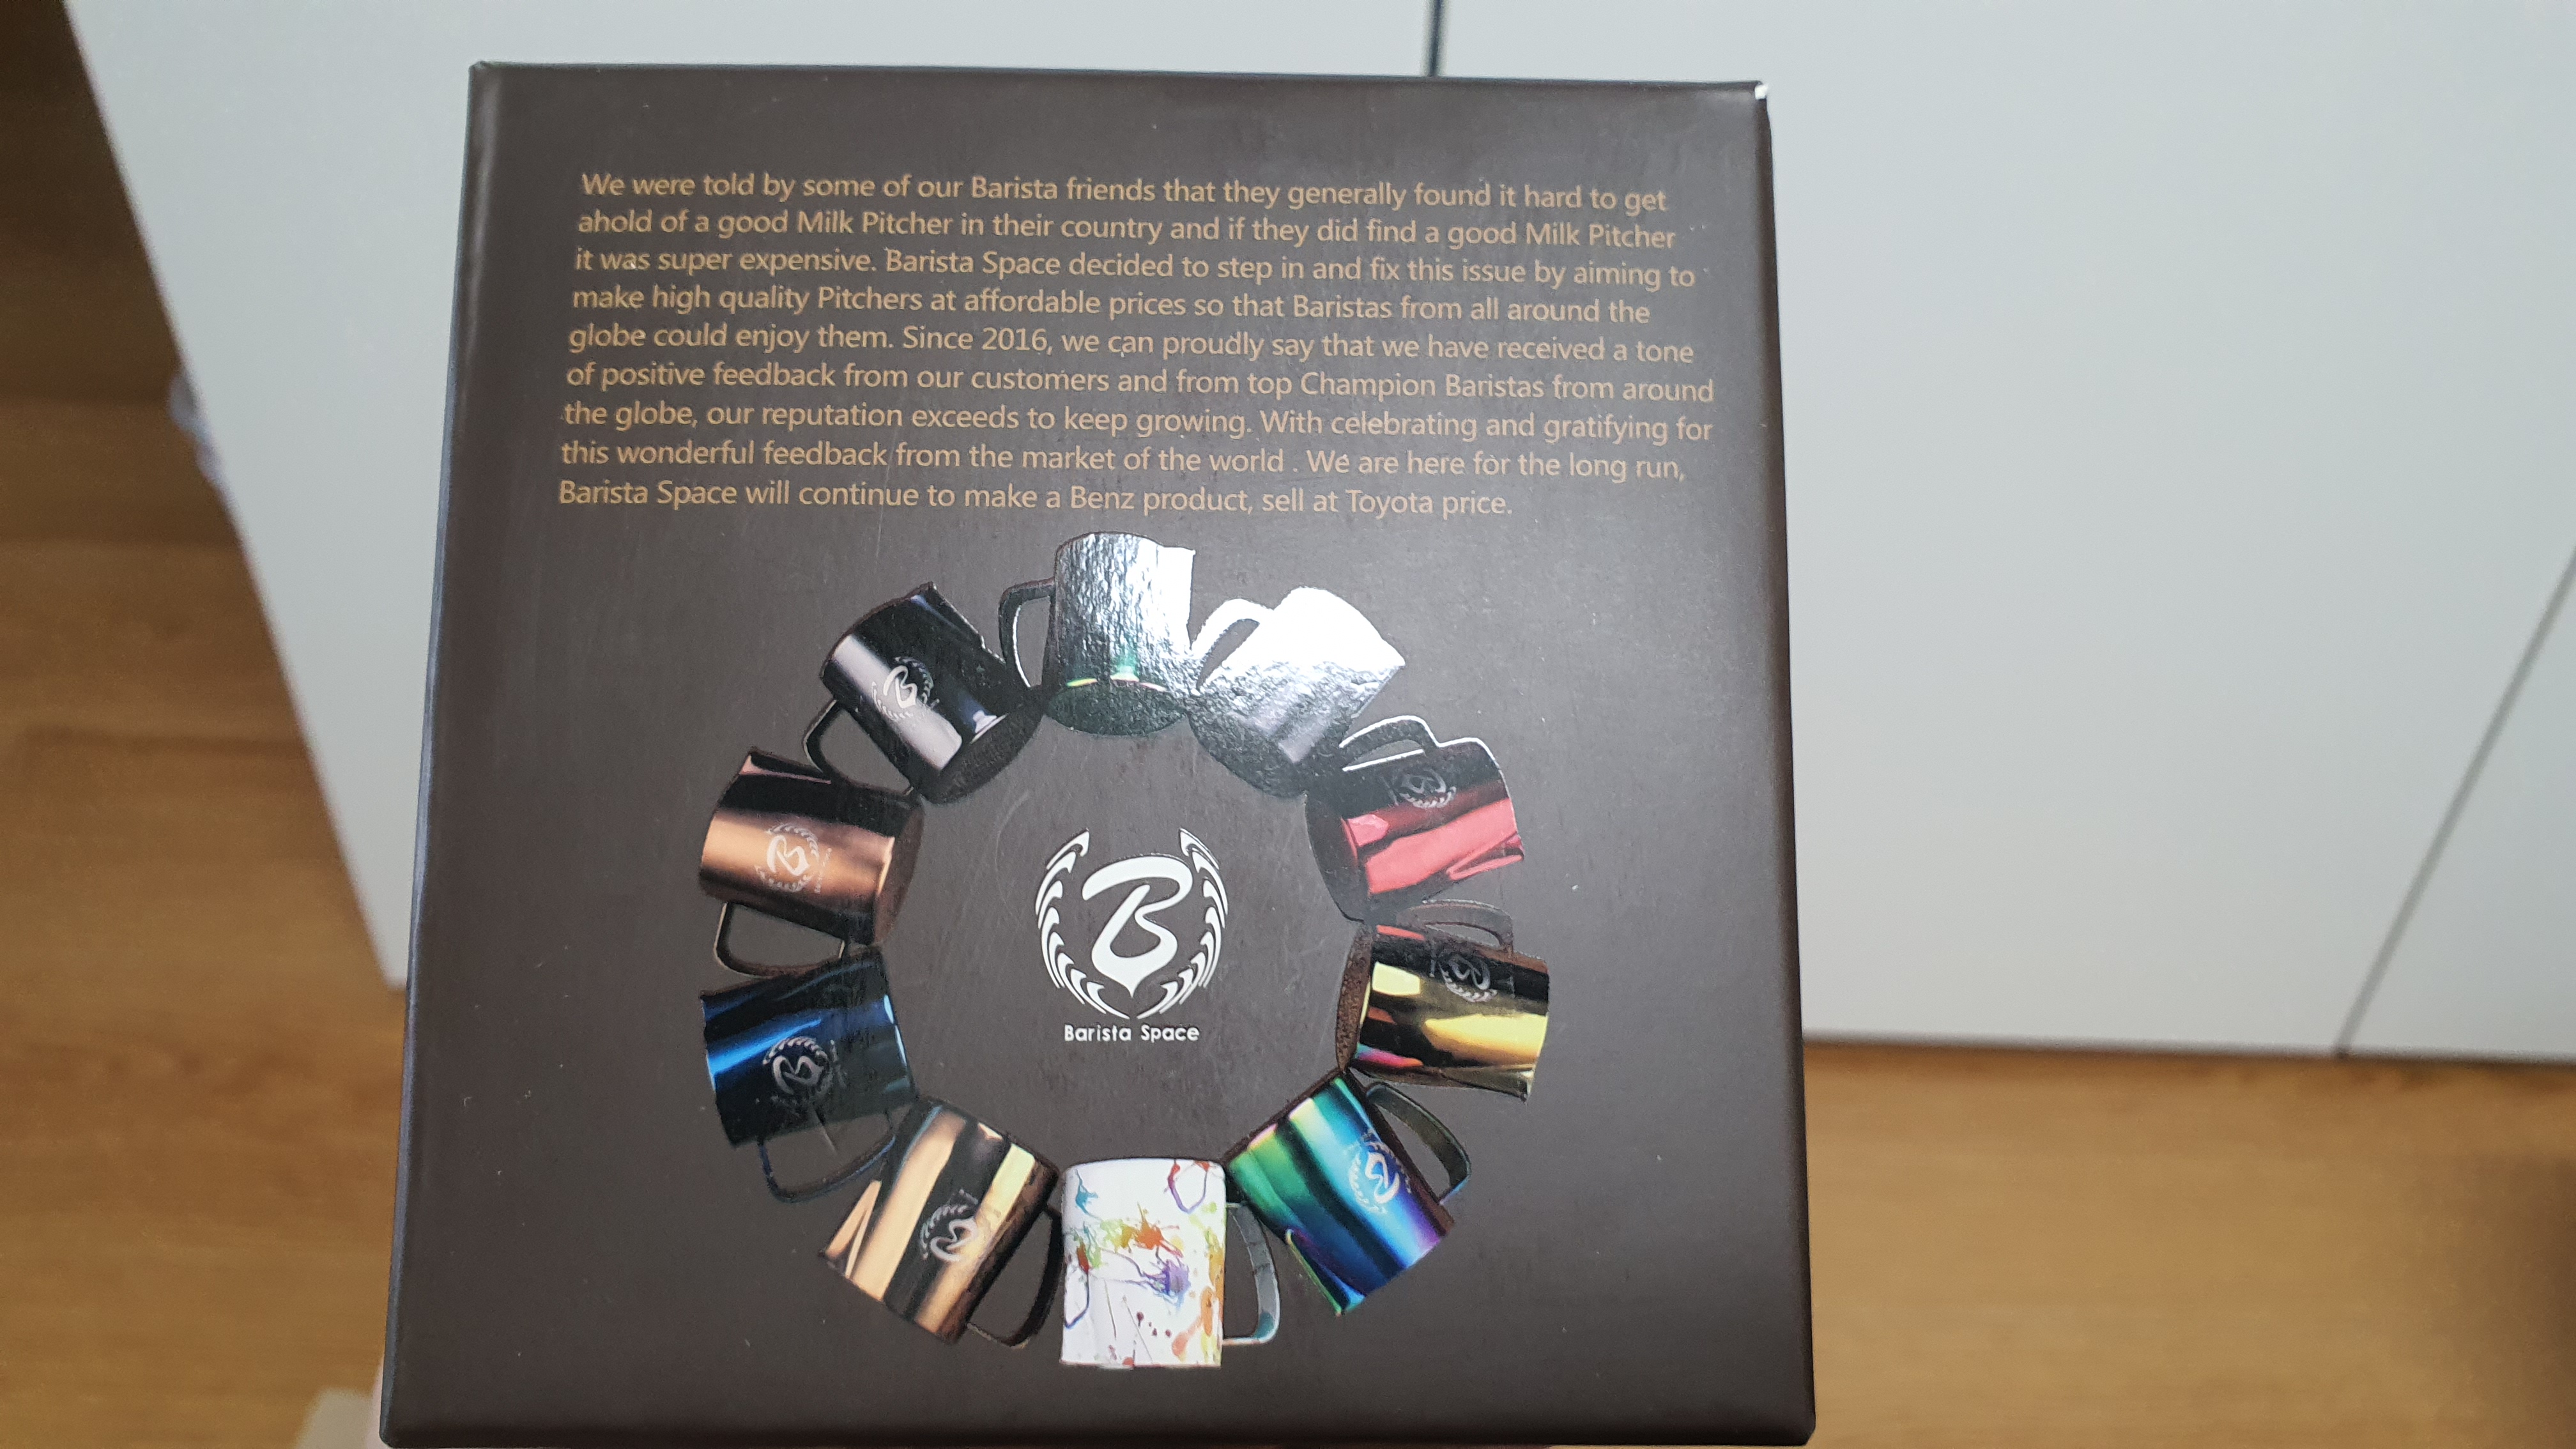 We were told by some of our Barista friends that they generally found it hard to get
ahold of a good Milk Pitcher in their country and if they did find a good Milk Pitcher
it was super expensive. Barista Space decided to step in and fix this issue by aiming to
make high quality Pitchers at affordable prices so that Baristas from all around the
globe could enjoy them. Since 2016, we can proudly say that we have received a tone
of positive feedback from our customers and from top Champion Baristas from around
the globe, our reputation exceeds to keep growing. With celebrating and gratifying for
this wonderful feedback from the market of the world . We are here for the long run,
Barista Space will continue to make a Benz product, sell at Toyota price.
B
B
B
B
B
B
B
B
B
Barista Space